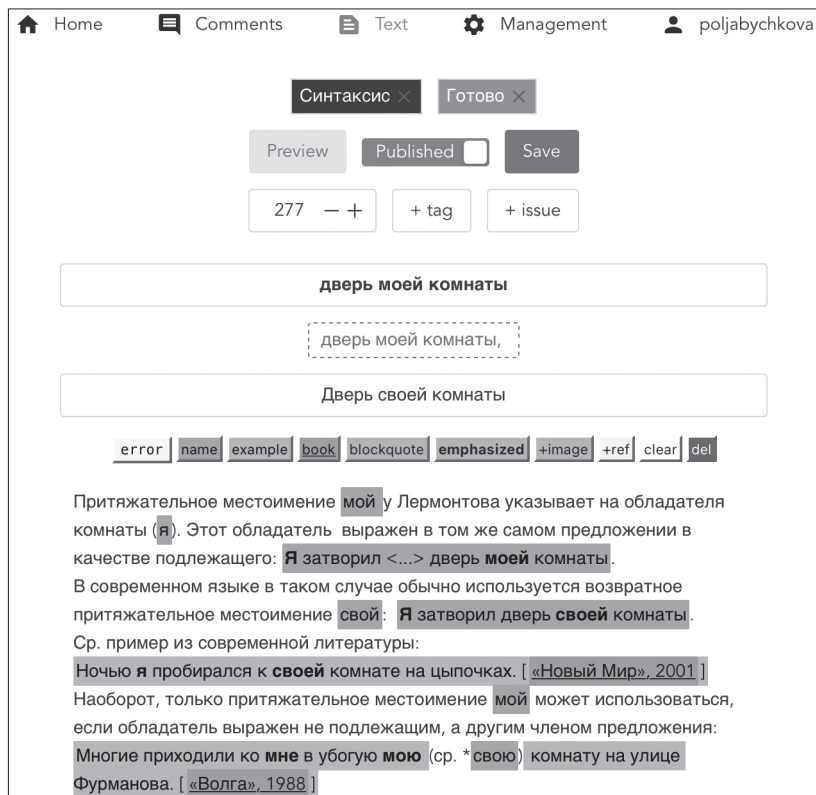 Home Comments Text Management poljabychkova
Синтаксис × Готово ×
Preview Published Save
277 − + + tag + issue
дверь моей комнаты
дверь моей комнаты,
Дверь своей комнаты
error name example book blockquote emphasized +image +ref clear del
Притяжательное местоимение мой у Лермонтова указывает на обладателя
комнаты (я). Этот обладатель выражен в том же самом предложении в
качестве подлежащего: Я затворил <...> дверь моей комнаты.
В современном языке в таком случае обычно используется возвратное
притяжательное местоимение свой: Я затворил дверь своей комнаты.
Ср. пример из современной литературы:
Ночью я пробирался к своей комнате на цыпочках. [ «Новый Мир», 2001 ]
Наоборот, только притяжательное местоимение мой может использоваться,
если обладатель выражен не подлежащим, а другим членом предложения:
Многие приходили ко мне в убогую мою (ср. *свою) комнату на улице
Фурманова. [ «Волга», 1988 ]